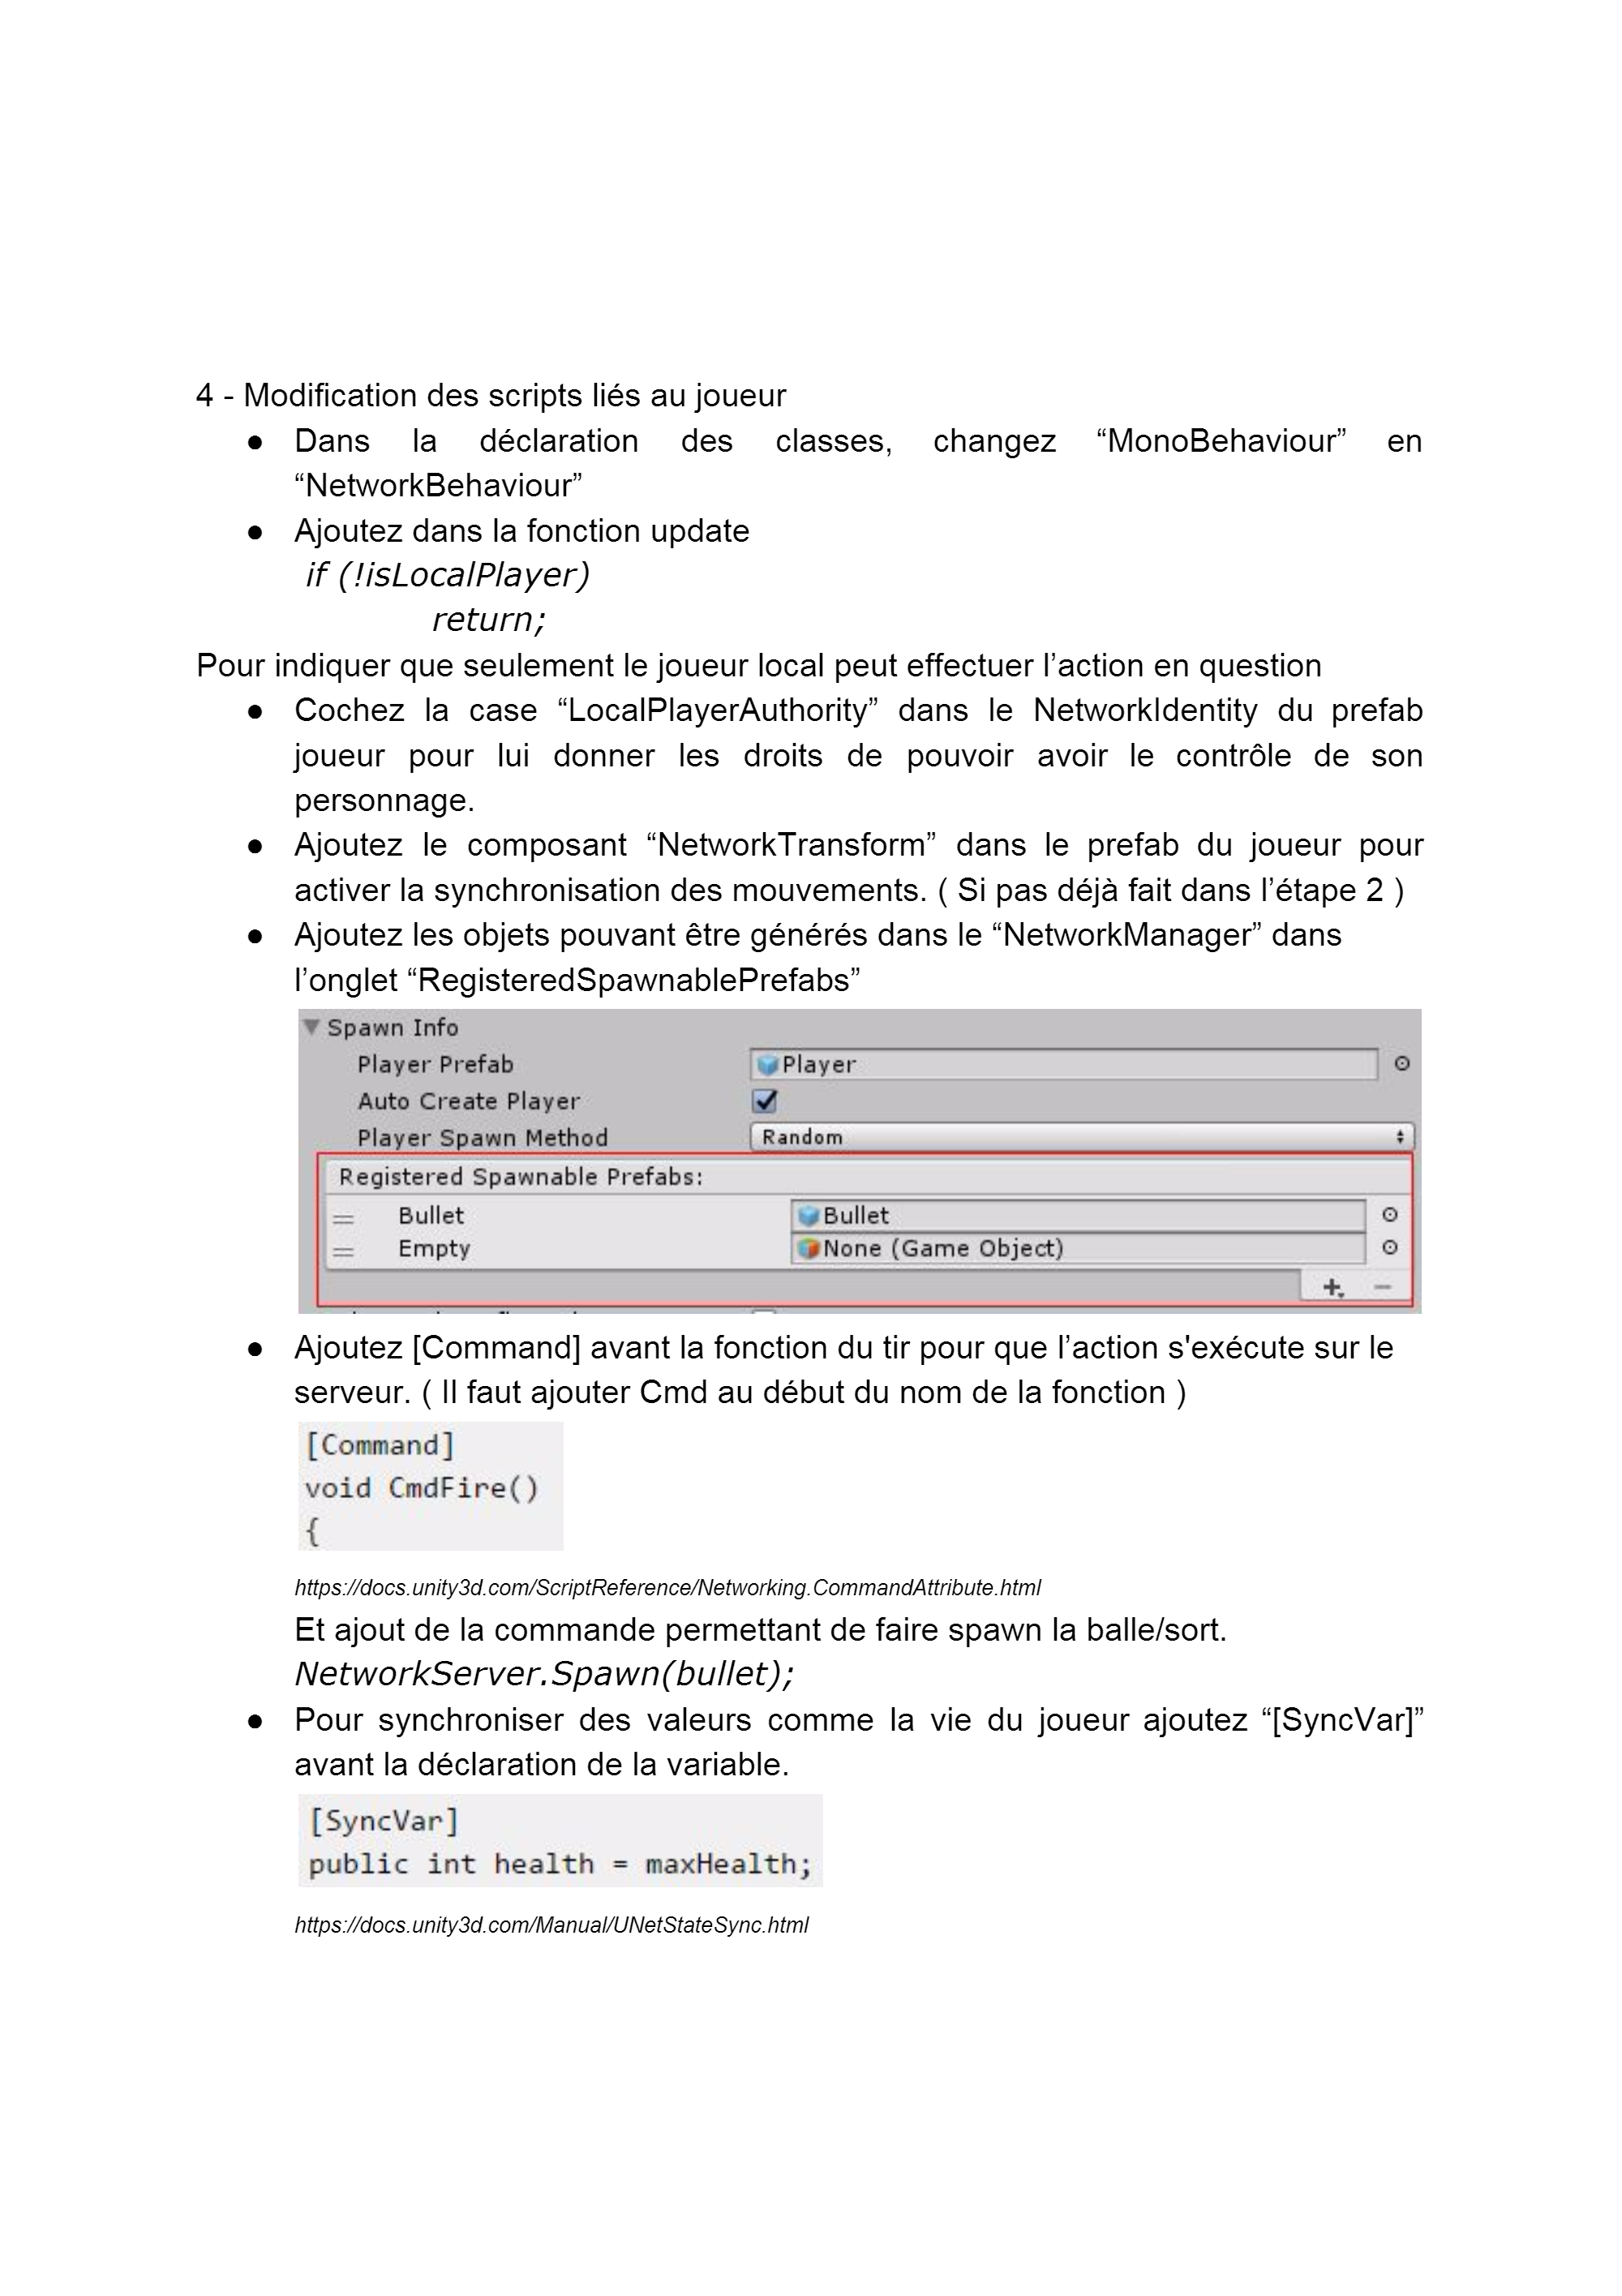 4 - Modification des scripts liés au joueur
● Dans la déclaration des classes, changez “MonoBehaviour” en
“NetworkBehaviour”
● Ajoutez dans la fonction update
if (!isLocalPlayer)
return;
Pour indiquer que seulement le joueur local peut effectuer l’action en question
● Cochez la case “LocalPlayerAuthority” dans le NetworkIdentity du prefab
joueur pour lui donner les droits de pouvoir avoir le contrôle de son
personnage.
● Ajoutez le composant “NetworkTransform” dans le prefab du joueur pour
activer la synchronisation des mouvements. ( Si pas déjà fait dans l’étape 2 )
● Ajoutez les objets pouvant être générés dans le “NetworkManager” dans
l’onglet “RegisteredSpawnablePrefabs”
Spawn Info
Player Prefab Player
Auto Create Player
Player Spawn Method Random
Registered Spawnable Prefabs:
Bullet Bullet
Empty None (Game Object)
● Ajoutez [Command] avant la fonction du tir pour que l’action s'exécute sur le
serveur. ( Il faut ajouter Cmd au début du nom de la fonction )
[Command]
void CmdFire()
{
https://docs.unity3d.com/ScriptReference/Networking.CommandAttribute.html
Et ajout de la commande permettant de faire spawn la balle/sort.
NetworkServer.Spawn(bullet);
● Pour synchroniser des valeurs comme la vie du joueur ajoutez “[SyncVar]”
avant la déclaration de la variable.
[SyncVar]
public int health = maxHealth;
https://docs.unity3d.com/Manual/UNetStateSync.html